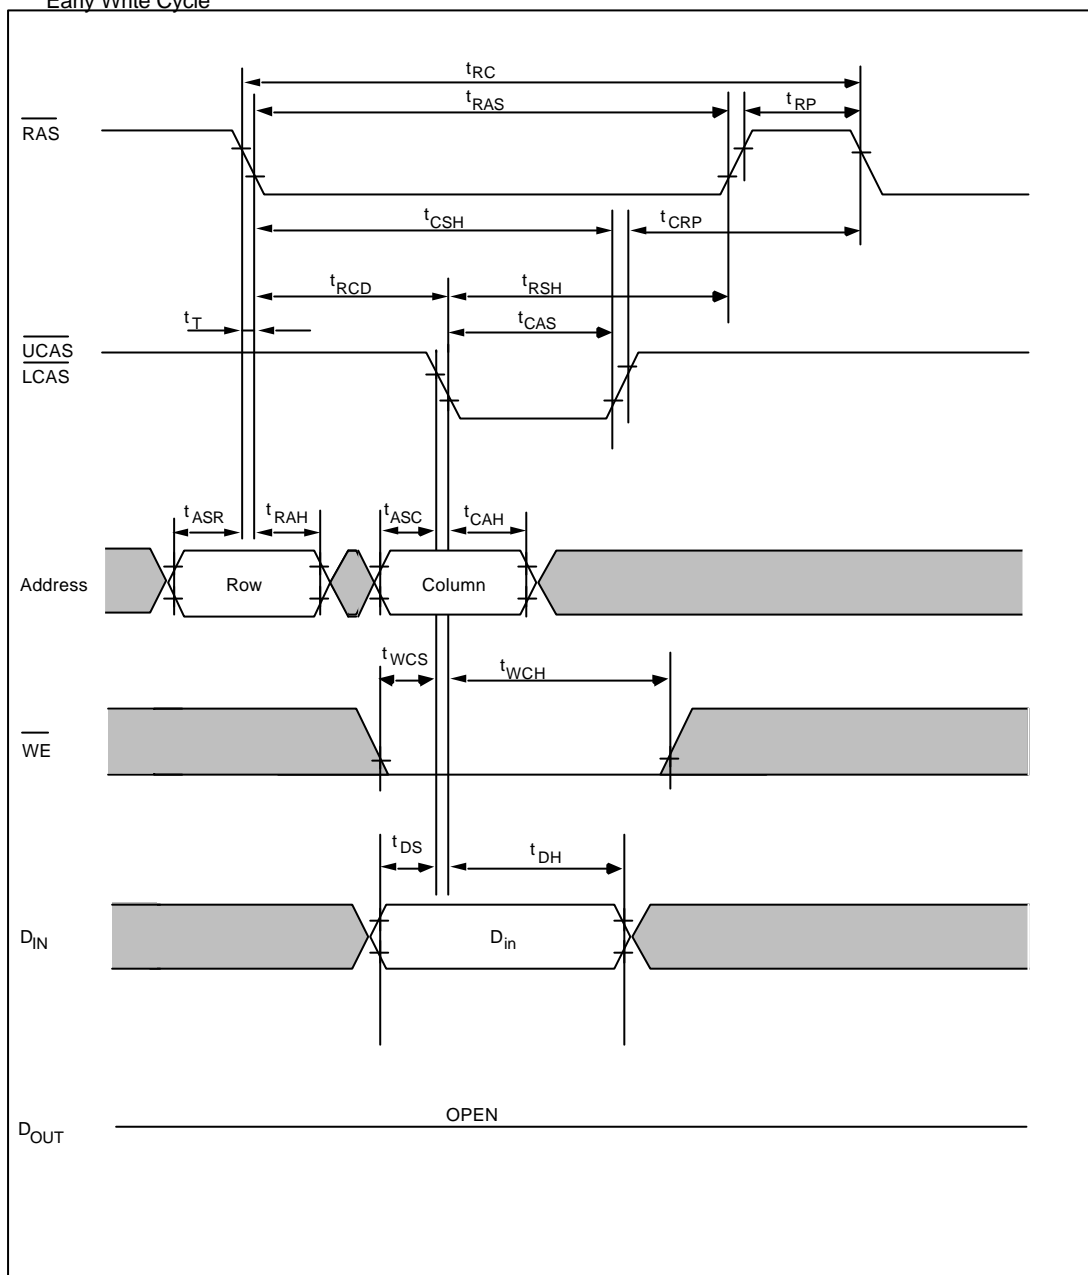 Early Write Cycle
tRC
tRAS
tRP
RAS
tCSH
tCRP
tRCD
tRSH
tT
tCAS
UCAS
LCAS
tASR
tRAH
tASC
tCAH
Address
Row
Column
tWCS
tWCH
WE
tDS
tDH
DIN
Din
OPEN
DOUT